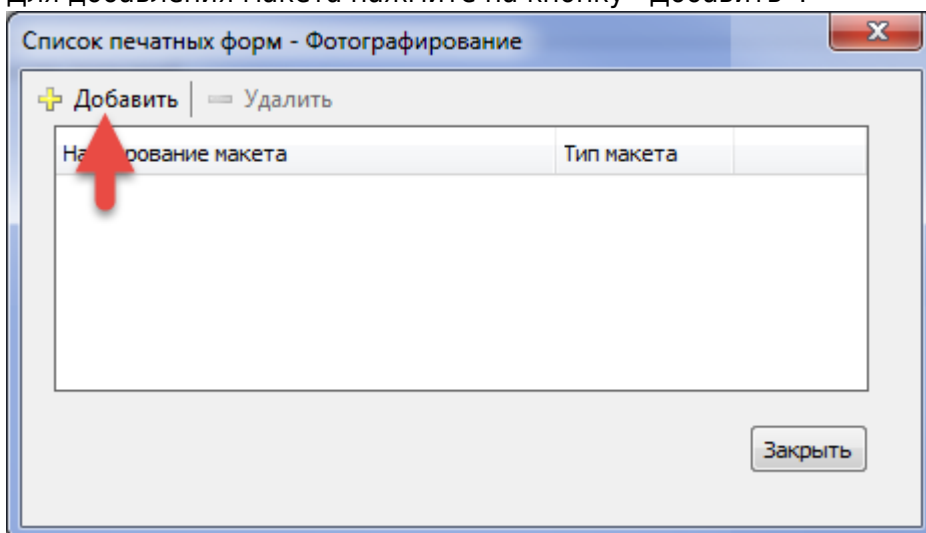 Для добавления макета нажмите на кнопку "Добавить".
Список печатных форм - Фотографирование
Добавить
Удалить
Тип макета
макета
Закрыть